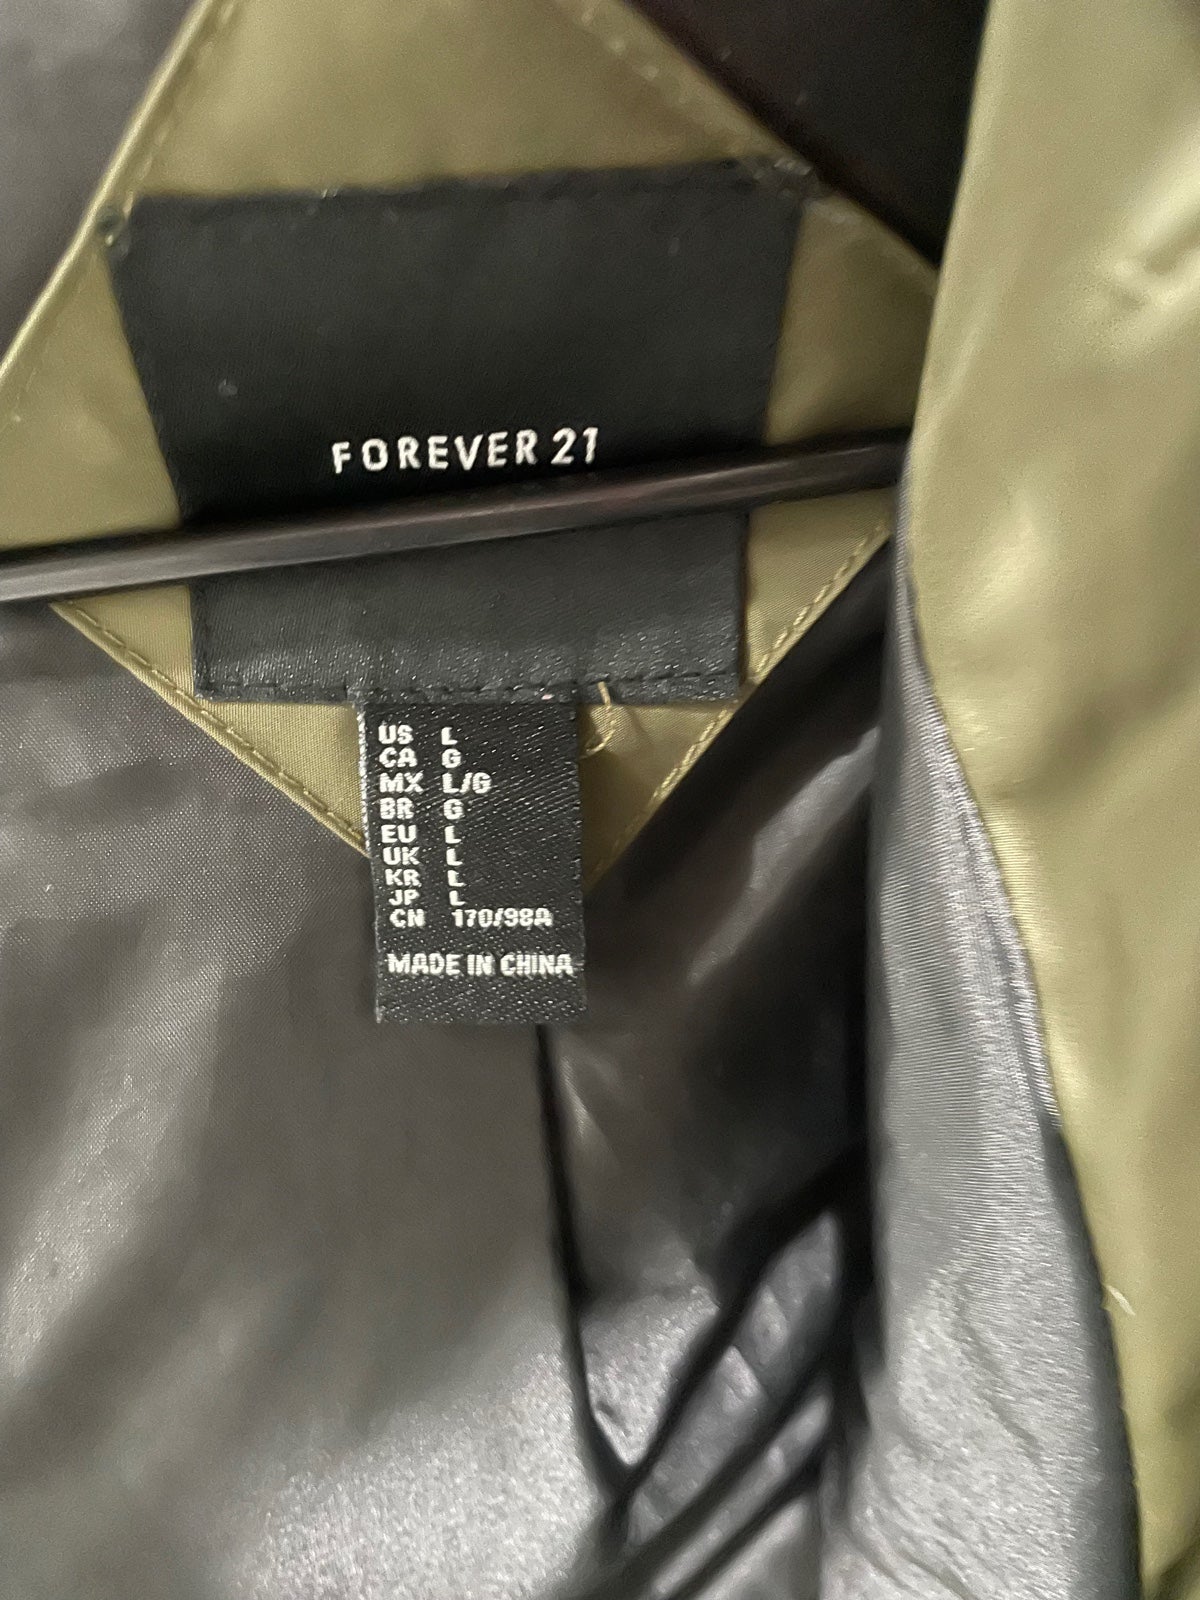 FOREVER 21
US L
CA G
MX L/G
BR G
EU L
UK L
KR L
JP L
CN 170/98A
MADE IN CHINA